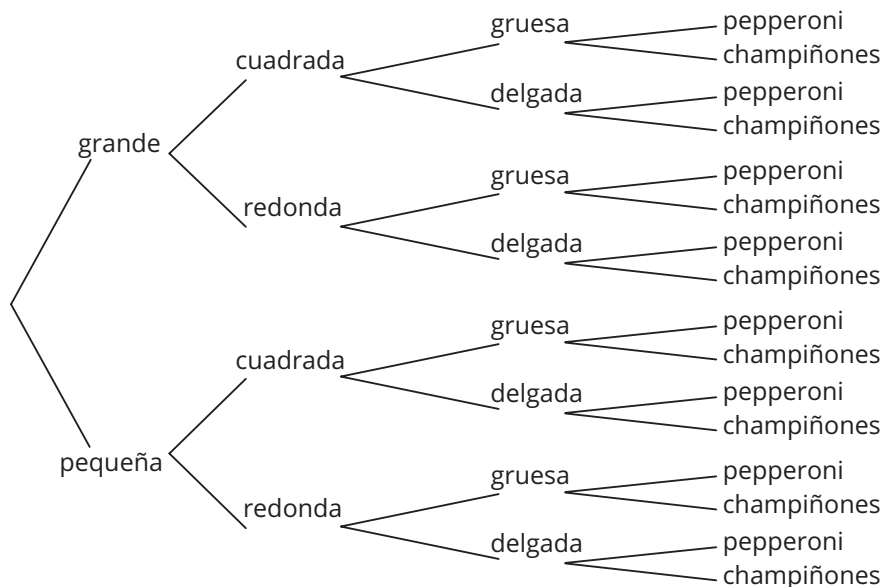 grande
cuadrada
gruesa
pepperoni
champiñones
delgada
pepperoni
champiñones
redonda
gruesa
pepperoni
champiñones
delgada
pepperoni
champiñones
pequeña
cuadrada
gruesa
pepperoni
champiñones
delgada
pepperoni
champiñones
redonda
gruesa
pepperoni
champiñones
delgada
pepperoni
champiñones